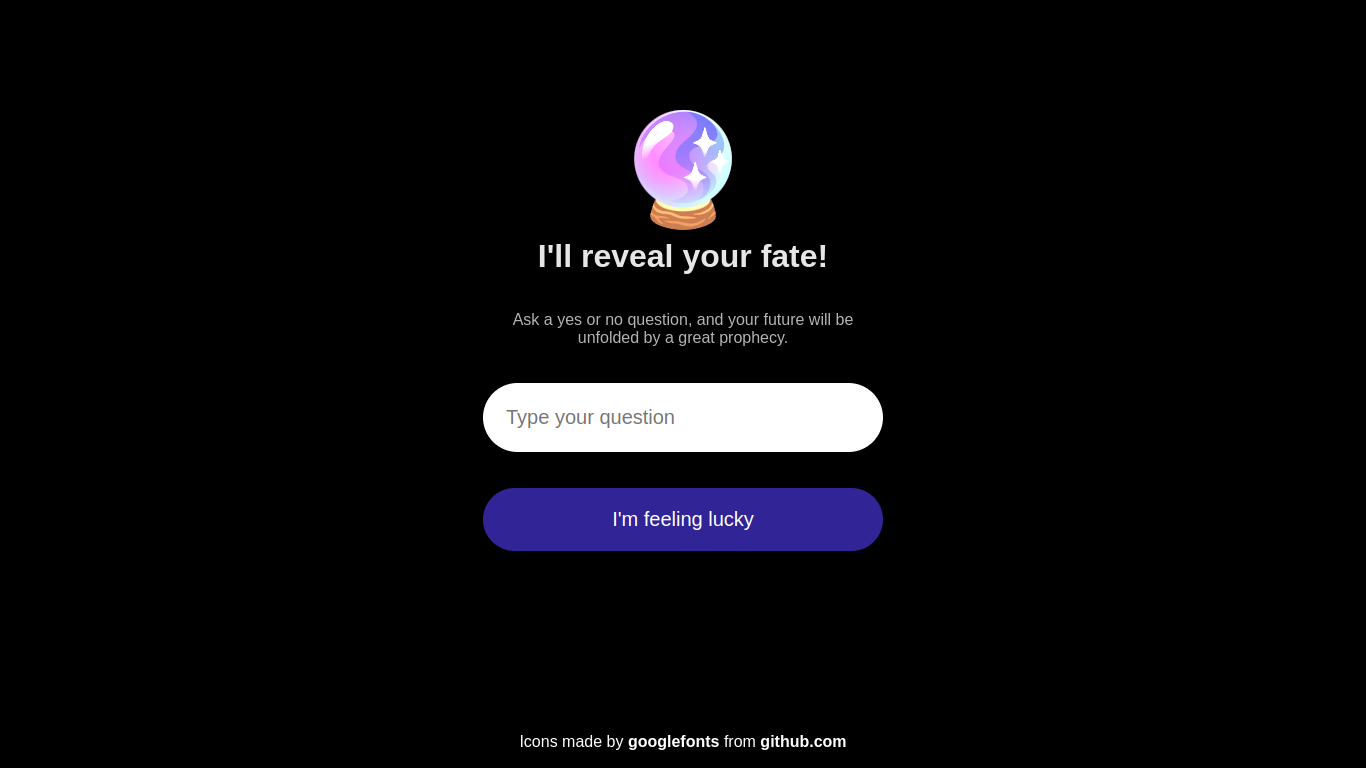 I'll reveal your fate!
Ask a yes or no question, and your future will be
unfolded by a great prophecy.
Type your question
I'm feeling lucky
Icons made by googlefonts from github.com